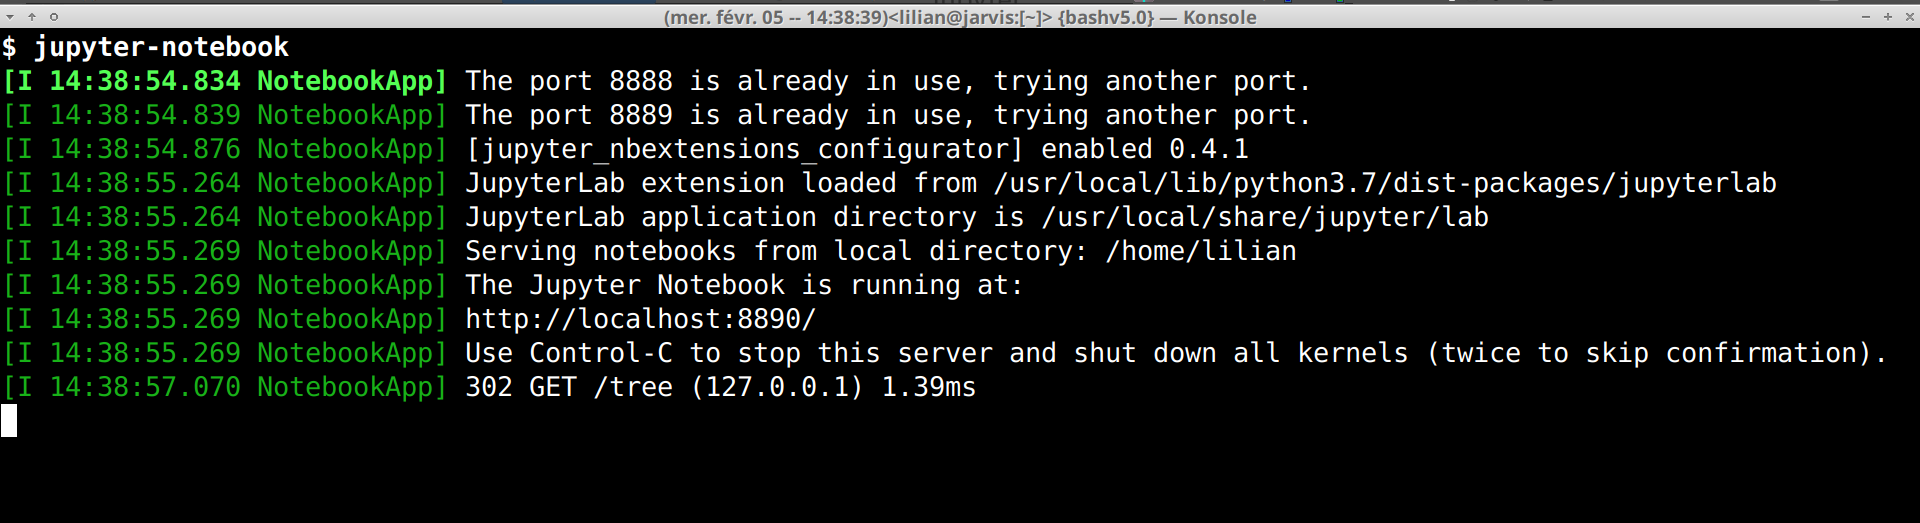 (mer. févr. 05 -- 14:38:39)<lilian@jarvis:[~]> {bashv5.0} — Konsole
$ jupyter-notebook
[I 14:38:54.834 NotebookApp] The port 8888 is already in use, trying another port.
[I 14:38:54.839 NotebookApp] The port 8889 is already in use, trying another port.
[I 14:38:54.876 NotebookApp] [jupyter_nbextensions_configurator] enabled 0.4.1
[I 14:38:55.264 NotebookApp] JupyterLab extension loaded from /usr/local/lib/python3.7/dist-packages/jupyterlab
[I 14:38:55.264 NotebookApp] JupyterLab application directory is /usr/local/share/jupyter/lab
[I 14:38:55.269 NotebookApp] Serving notebooks from local directory: /home/lilian
[I 14:38:55.269 NotebookApp] The Jupyter Notebook is running at:
[I 14:38:55.269 NotebookApp] http://localhost:8890/
[I 14:38:55.269 NotebookApp] Use Control-C to stop this server and shut down all kernels (twice to skip confirmation).
[I 14:38:57.070 NotebookApp] 302 GET /tree (127.0.0.1) 1.39ms